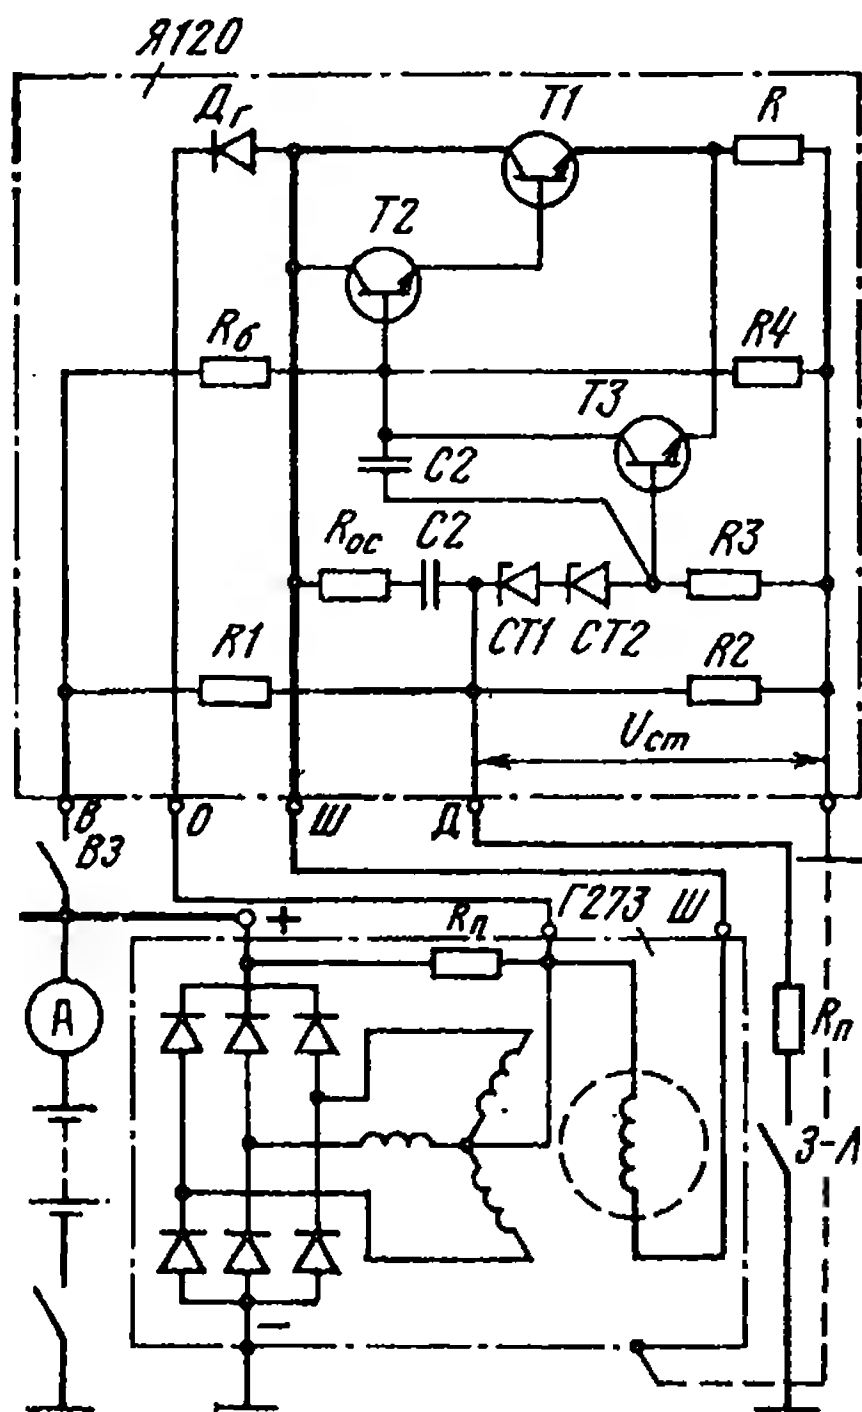 Я120
Дг
Т1
R
Т2
Rб
R4
Т3
С2
Rос
С2
R3
СТ1
СТ2
R1
R2
Uст
В
О
Ш
Д
ВЗ
+
Rп
Г273
Ш
А
Rп
З-Л
−